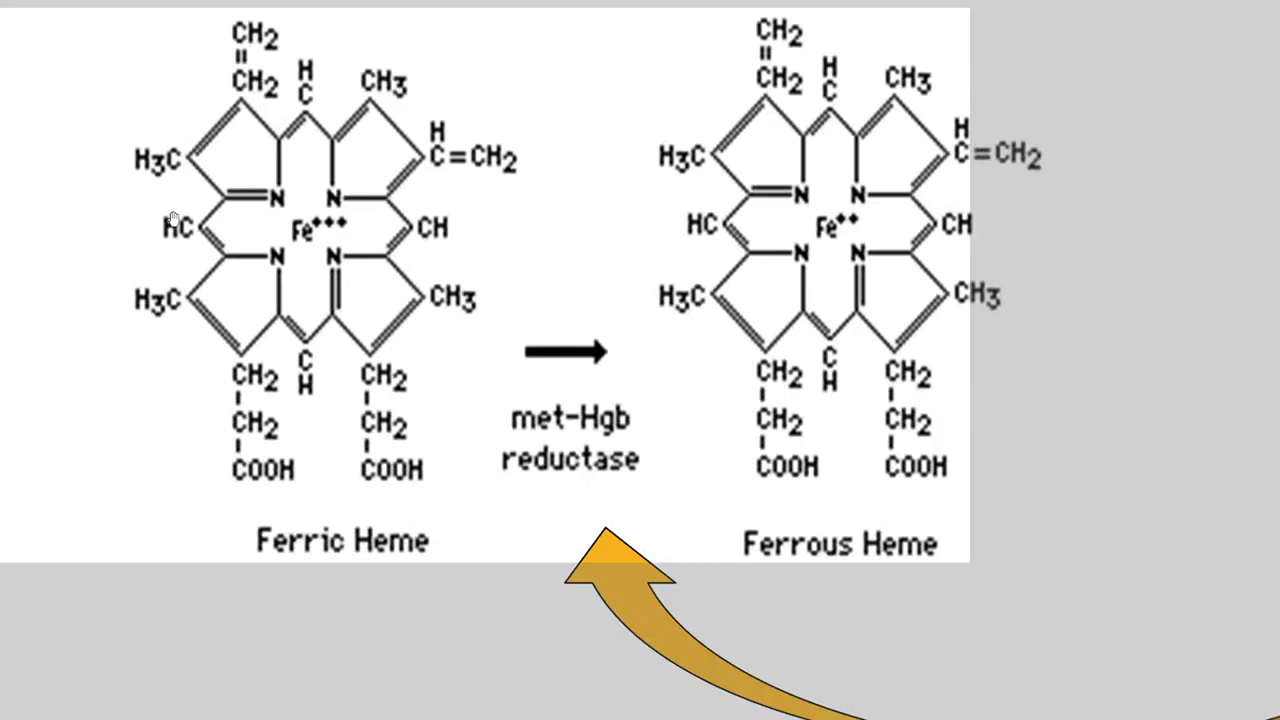 CH2
CH2
H
C
CH3
H3C
H
C=CH2
N
N
HC
Fe+++
CH
N
N
H3C
CH3
CH2
C
H
CH2
CH2
CH2
COOH
COOH
Ferric Heme
met-Hgb
reductase
CH2
CH2
H
C
CH3
H3C
H
C=CH2
N
N
HC
Fe++
CH
N
N
H3C
CH3
CH2
C
H
CH2
CH2
CH2
COOH
COOH
Ferrous Heme